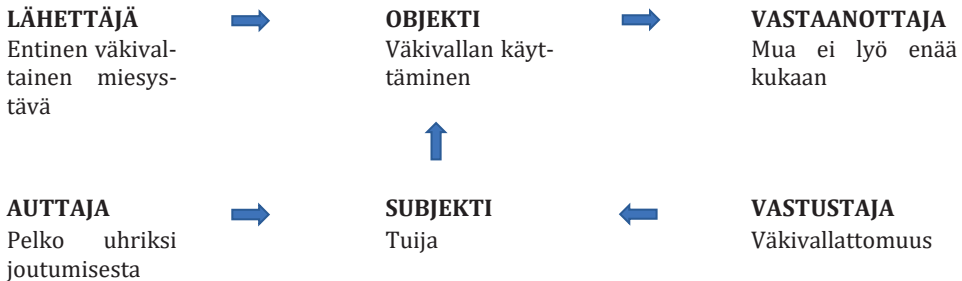 LÄHETTÄJÄ
Entinen väkival-
tainen miesys-
tävä
OBJEKTI
Väkivallan käyt-
täminen
VASTAANOTTAJA
Mua ei lyö enää
kukaan
AUTTAJA
Pelko uhriksi
joutumisesta
SUBJEKTI
Tuija
VASTUSTAJA
Väkivallattomuus